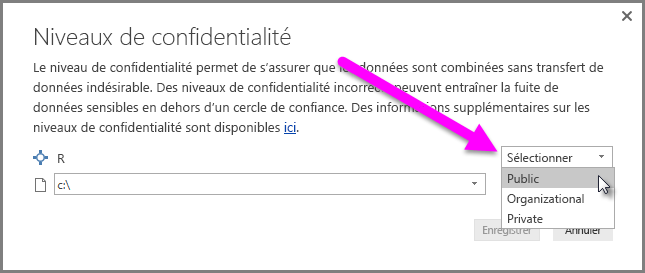 Niveaux de confidentialité
Le niveau de confidentialité permet de s'assurer que les données sont combinées sans transfert de
données indésirable. Des niveaux de confidentialité incorrects peuvent entraîner la fuite de
données sensibles en dehors d'un cercle de confiance. Des informations supplémentaires sur les
niveaux de confidentialité sont disponibles ici.
R
Sélectionner
c:\
Public
Organizational
Private
Enregistrer
Annuler